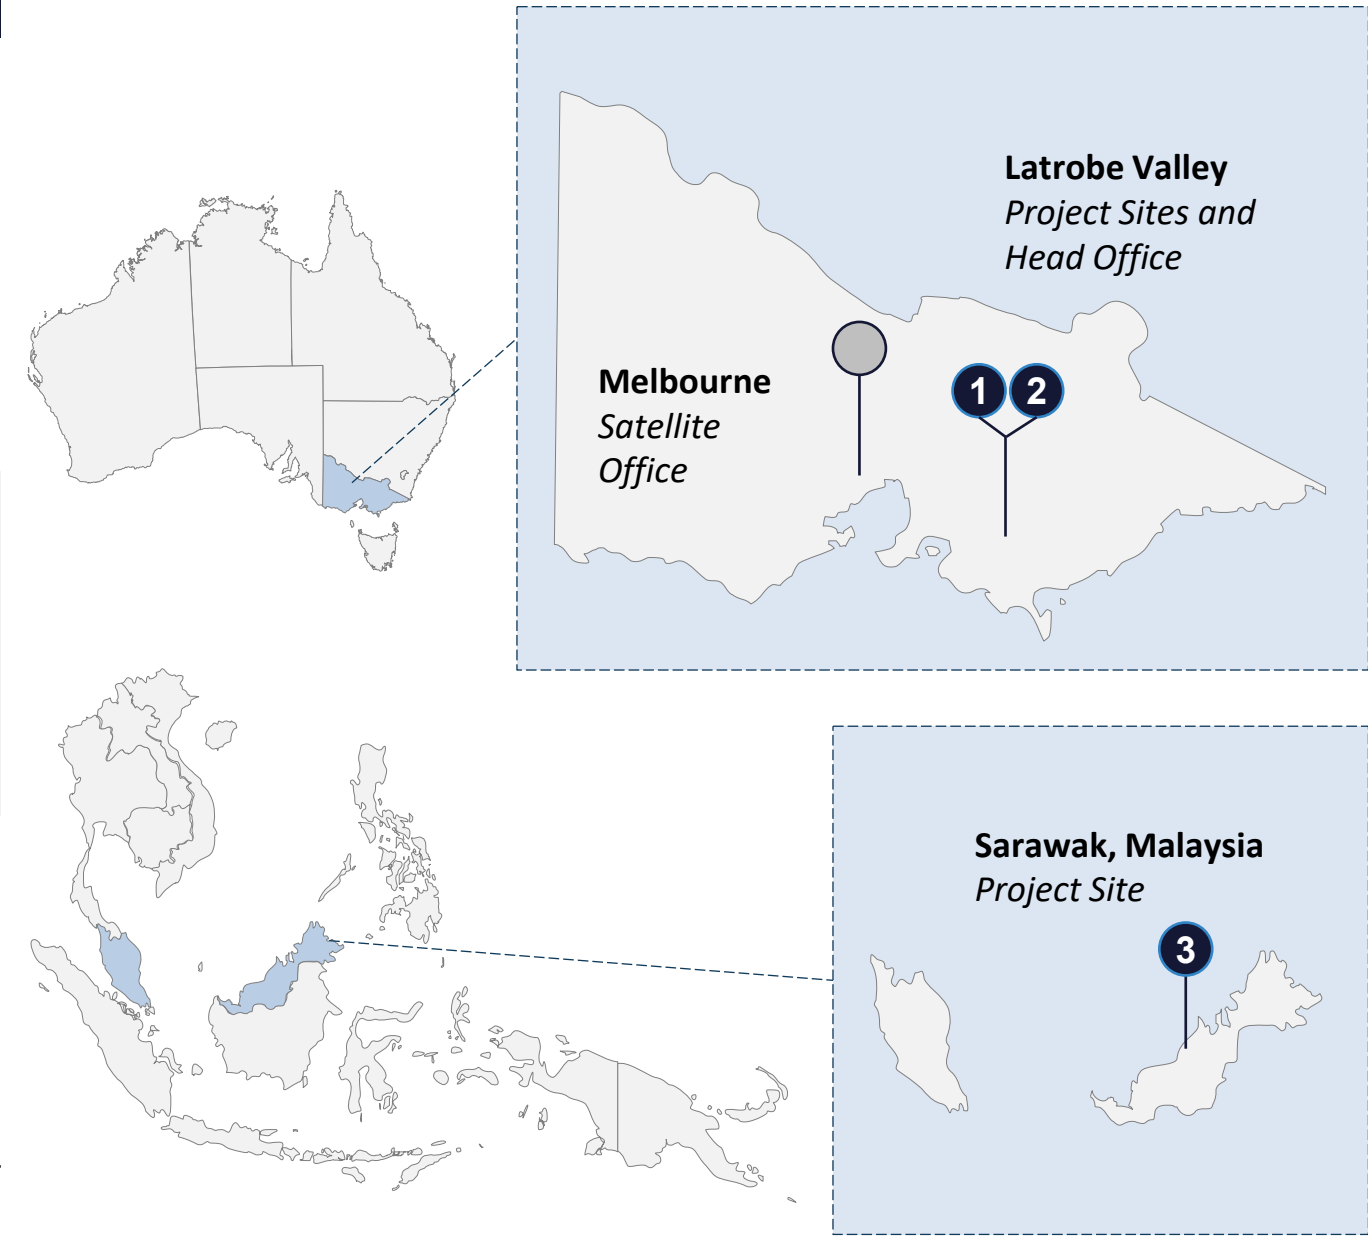 Latrobe Valley
Project Sites and
Head Office
Melbourne
Satellite
Office
1
2
Sarawak, Malaysia
Project Site
3